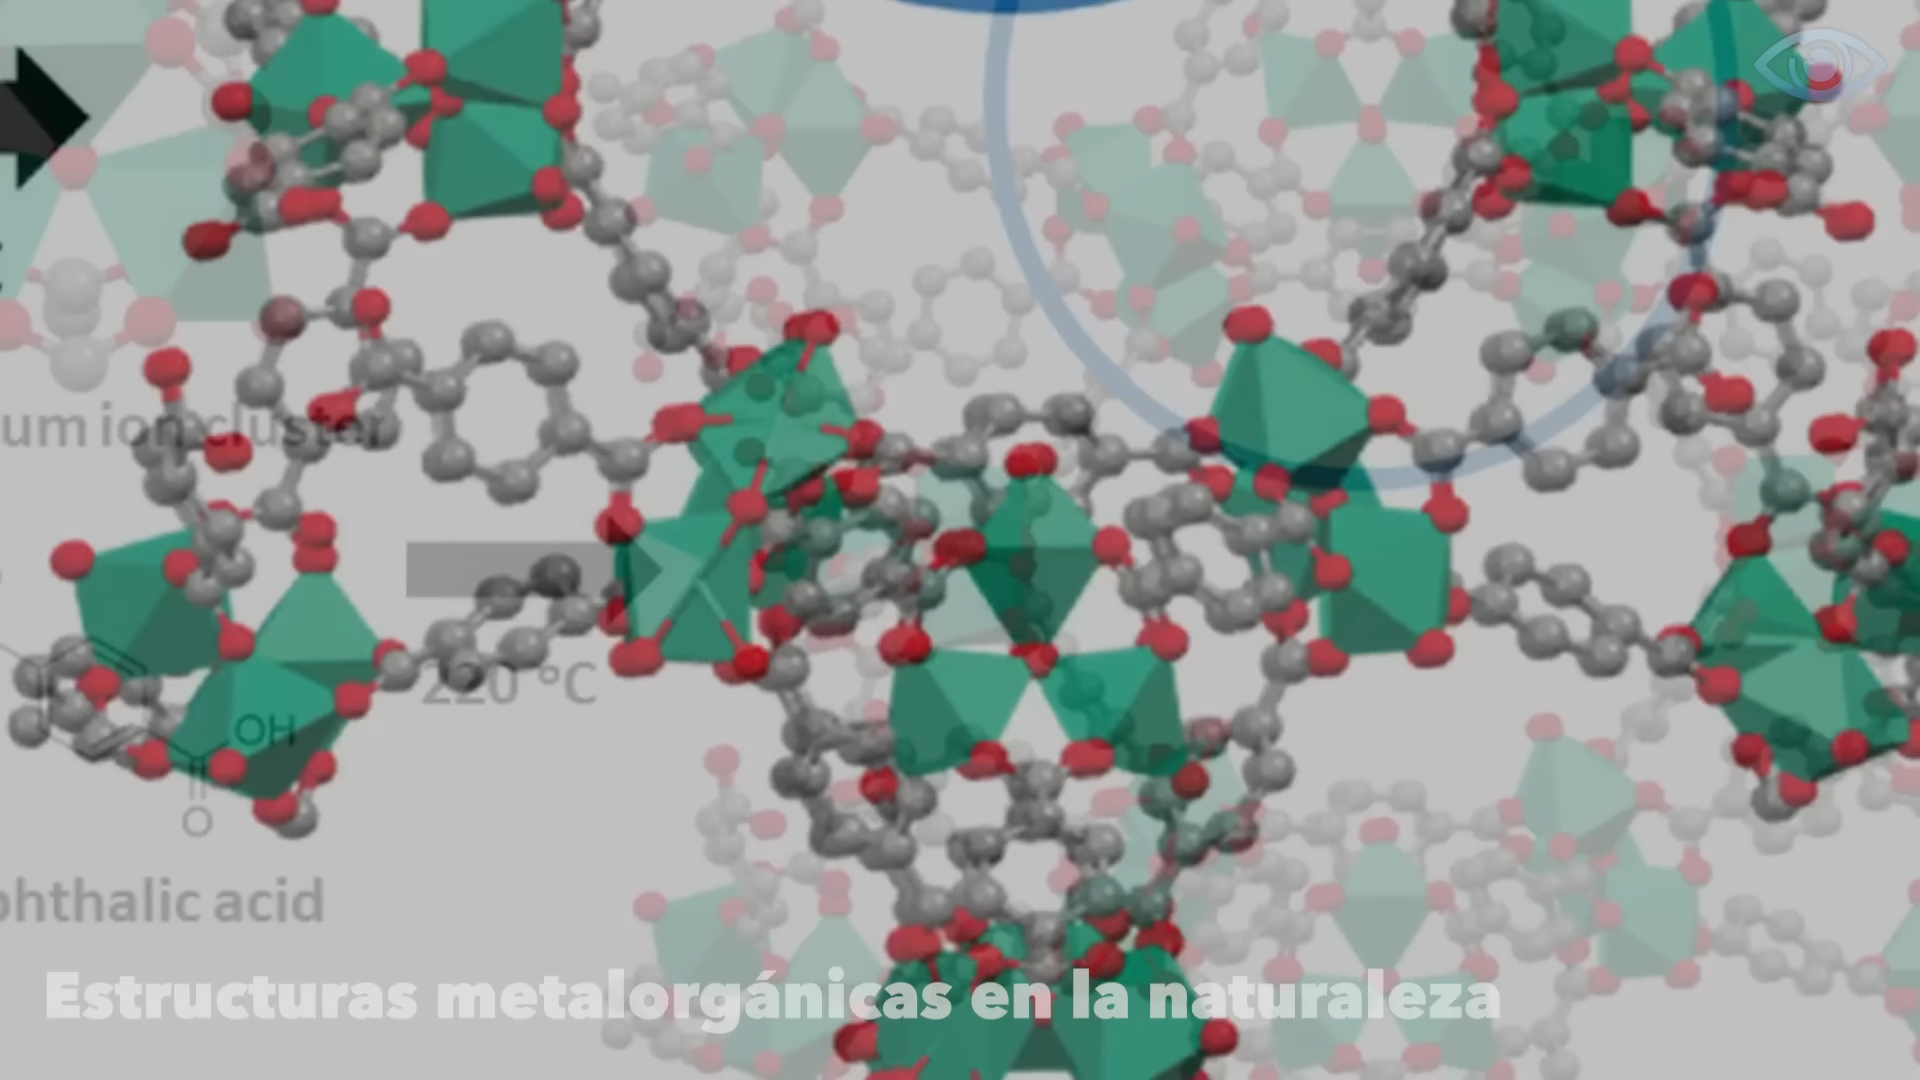 um ion cluster
220 °C
OH
O
phthalic acid
Estructuras metalorgánicas en la naturaleza